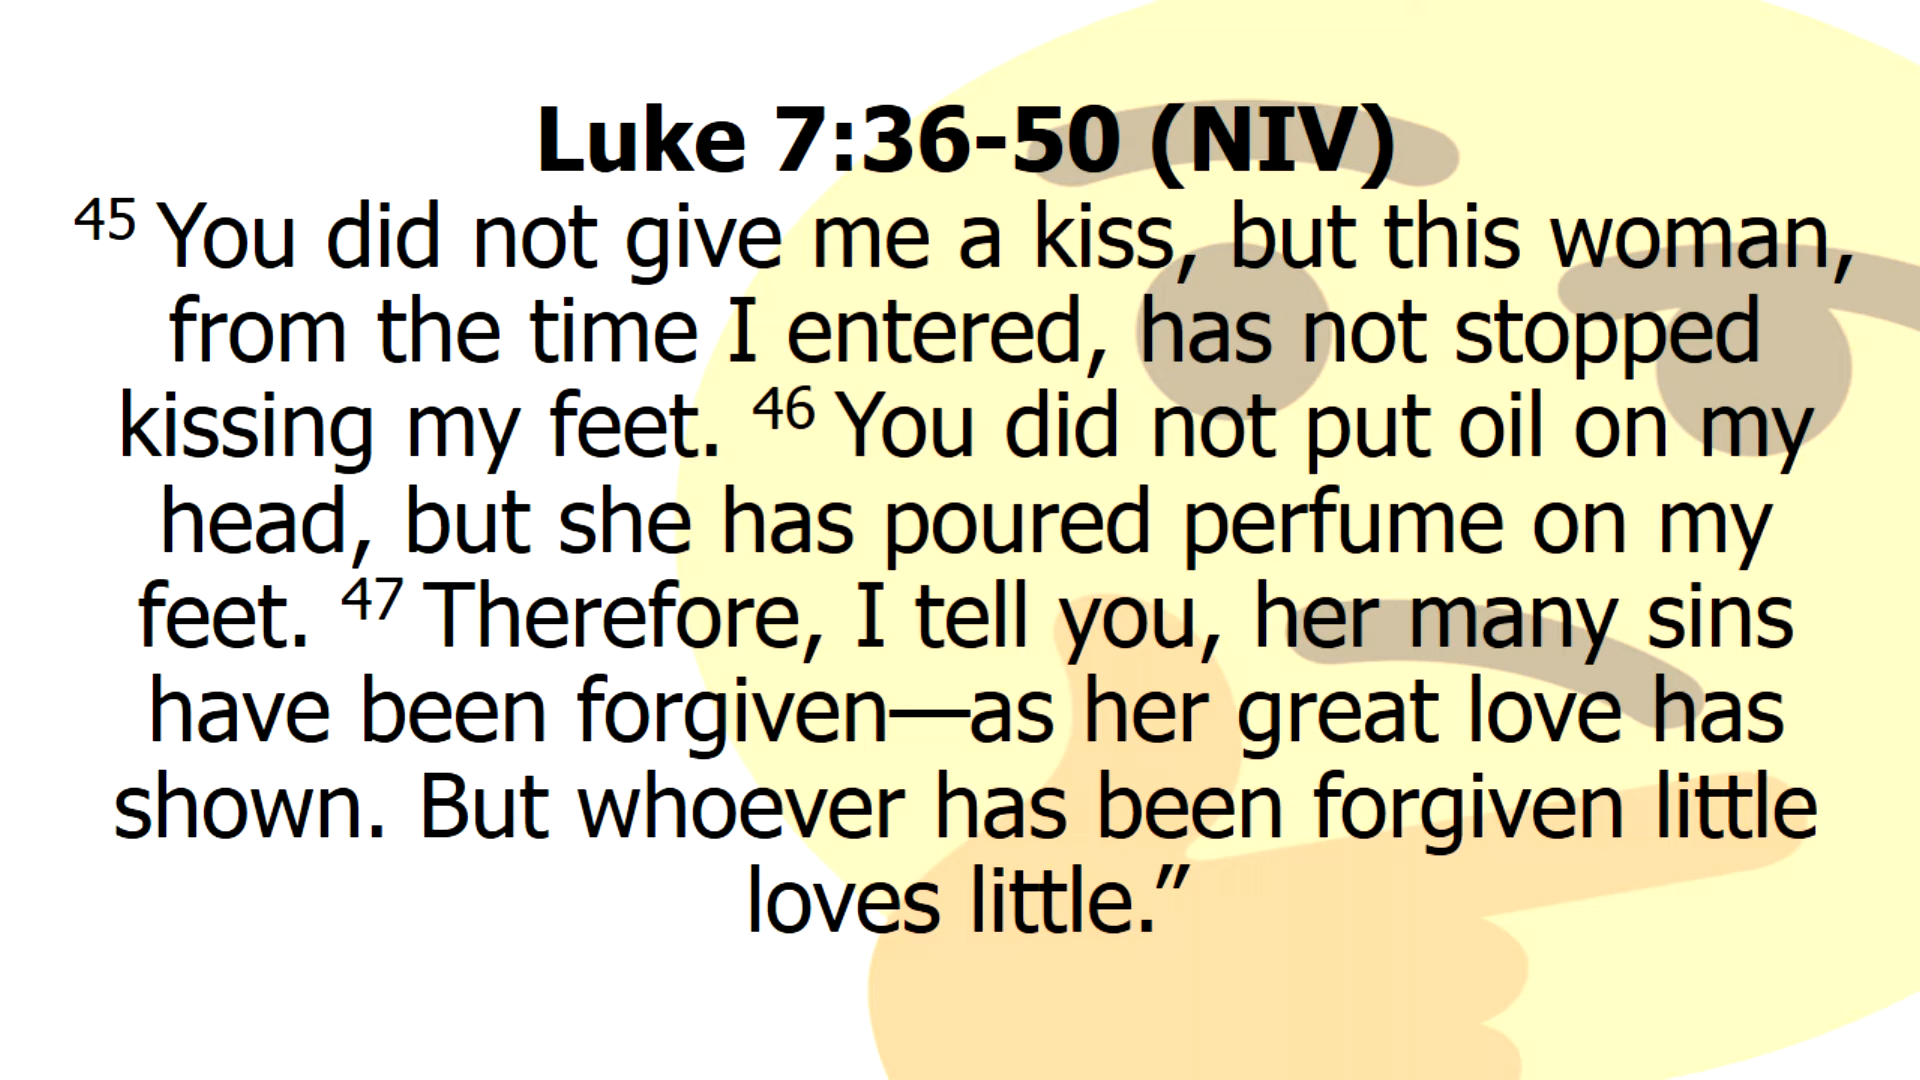 Luke 7:36-50 (NIV)
45 You did not give me a kiss, but this woman,
from the time I entered, has not stopped
kissing my feet. 46 You did not put oil on my
head, but she has poured perfume on my
feet. 47 Therefore, I tell you, her many sins
have been forgiven—as her great love has
shown. But whoever has been forgiven little
loves little.”